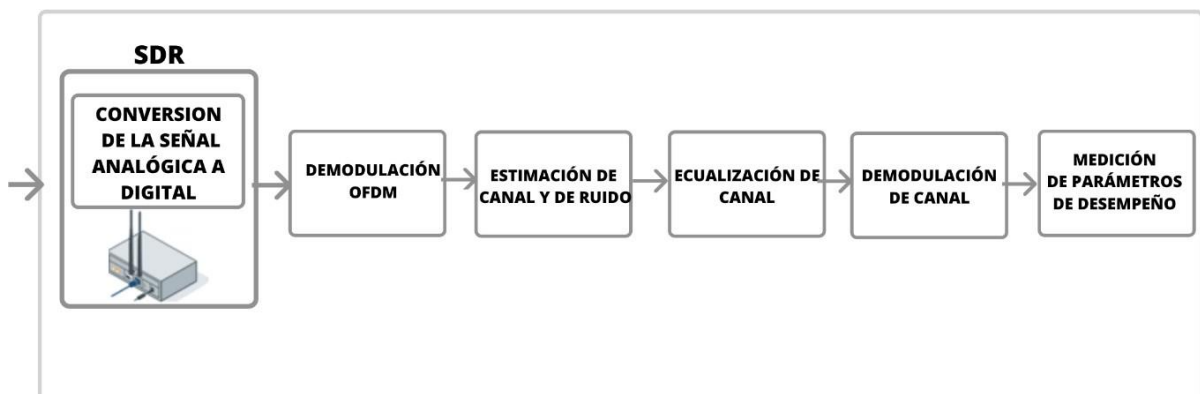 SDR
CONVERSION
DE LA SEÑAL
ANALÓGICA A
DIGITAL
DEMODULACIÓN
OFDM
ESTIMACIÓN DE
CANAL Y DE RUIDO
ECUALIZACIÓN DE
CANAL
DEMODULACIÓN
DE CANAL
MEDICIÓN
DE PARÁMETROS
DE DESEMPEÑO